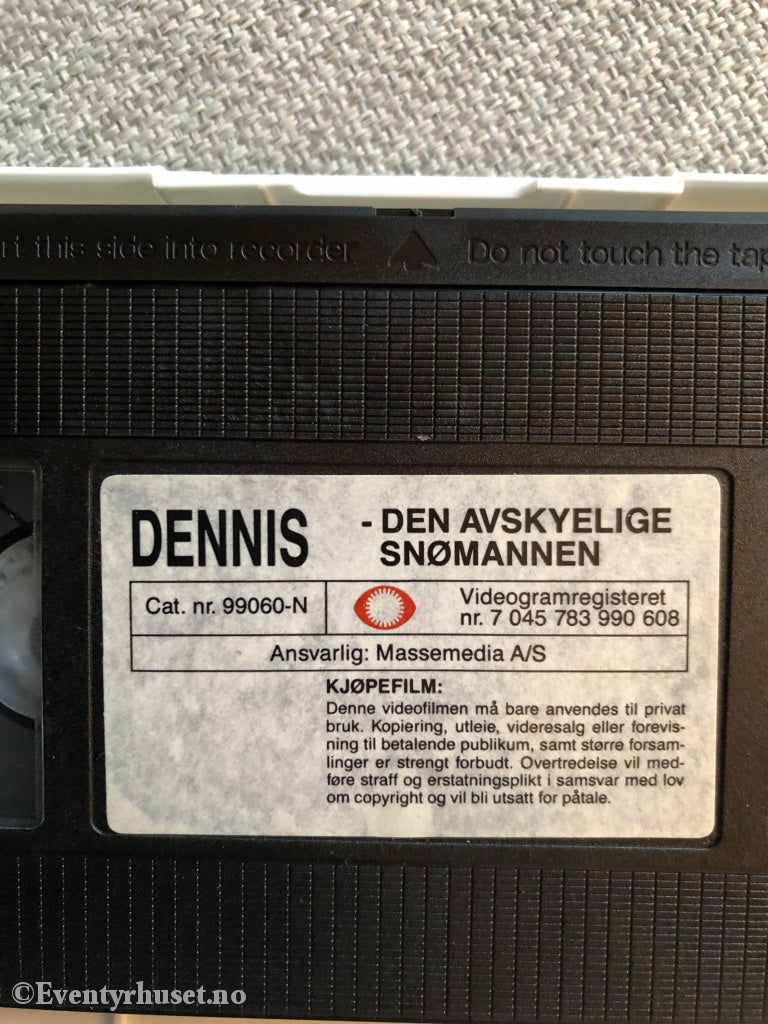 rt this side into recorder Do not touch the tap
DENNIS - DEN AVSKYELIGE
SNØMANNEN
Cat. nr. 99060-N
Videogramregisteret
nr. 7 045 783 990 608
Ansvarlig: Massemedia A/S
KJØPEFILM:
Denne videofilmen må bare anvendes til privat
bruk. Kopiering, utleie, videresalg eller forevis-
ning til betalende publikum, samt større forsam-
linger er strengt forbudt. Overtredelse vil med-
føre straff og erstatningsplikt i samsvar med lov
om copyright og vil bli utsatt for påtale.
©Eventyrhuset.no